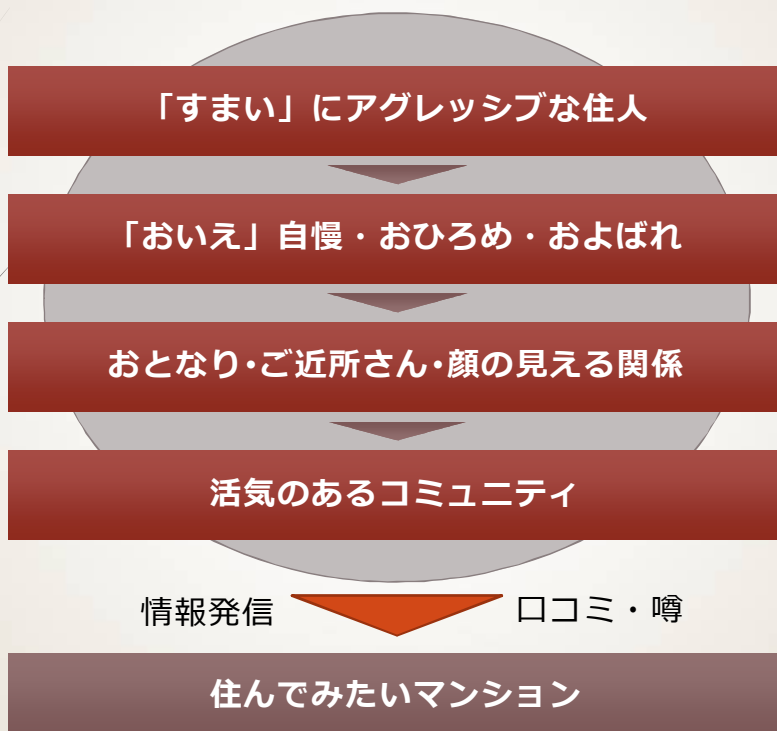 「すまい」にアグレッシブな住人
「おいえ」自慢・おひろめ・およばれ
おとなり・ご近所さん・顔の見える関係
活気のあるコミュニティ
情報発信
口コミ・噂
住んでみたいマンション